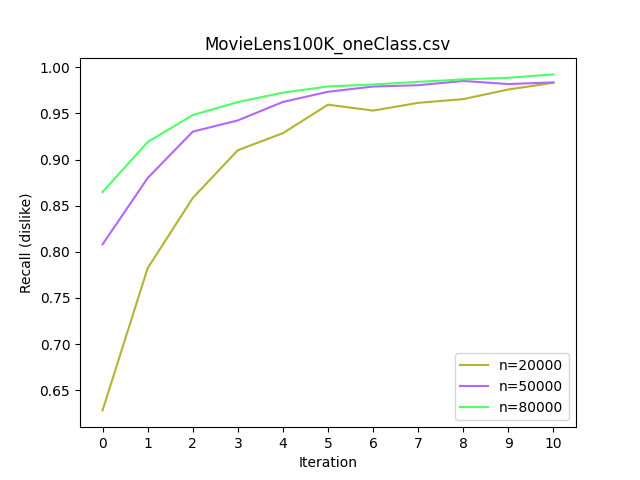 MovieLens100K_oneClass.csv
1.00
0.95
0.90
0.85
0.80
0.75
0.70
0.65
Recall (dislike)
n=20000
n=50000
n=80000
0 1 2 3 4 5 6 7 8 9 10
Iteration